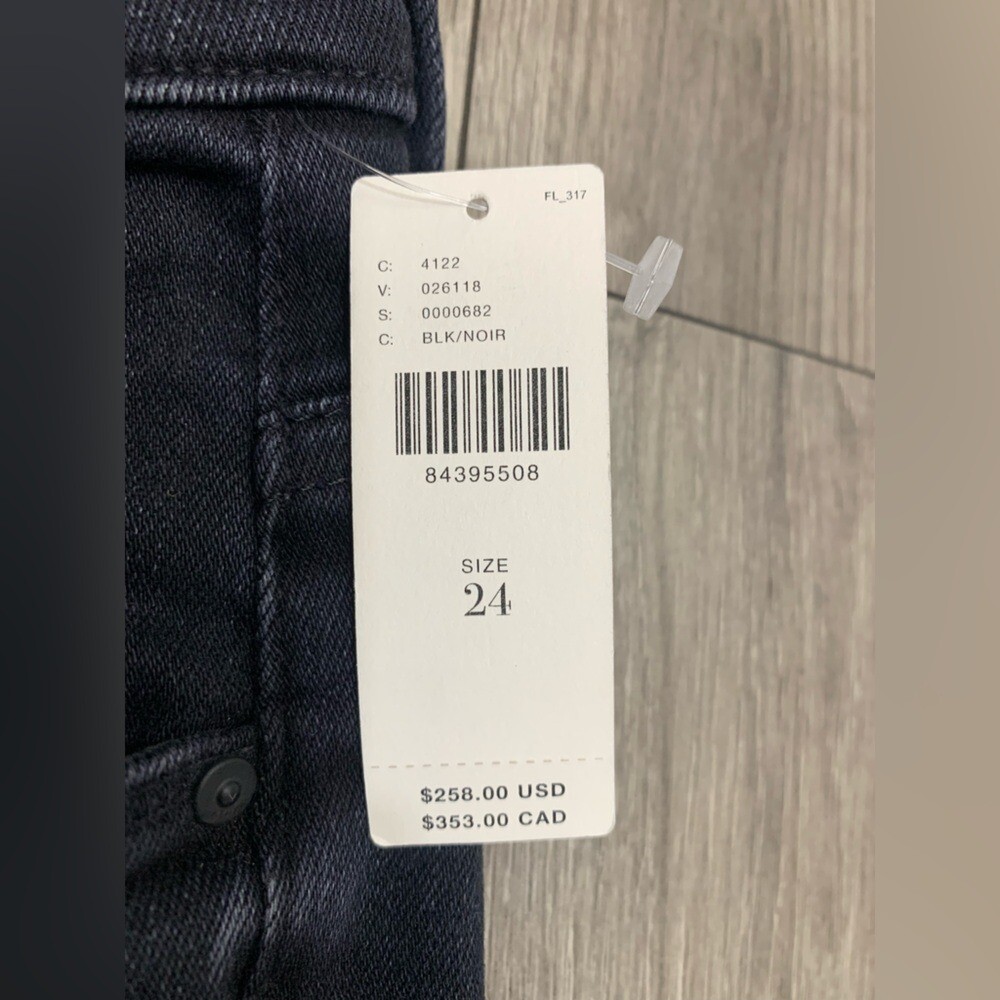 FL_317
C: 4122
V: 026118
S: 0000682
C: BLK/NOIR
84395508
SIZE
24
$258.00 USD
$353.00 CAD